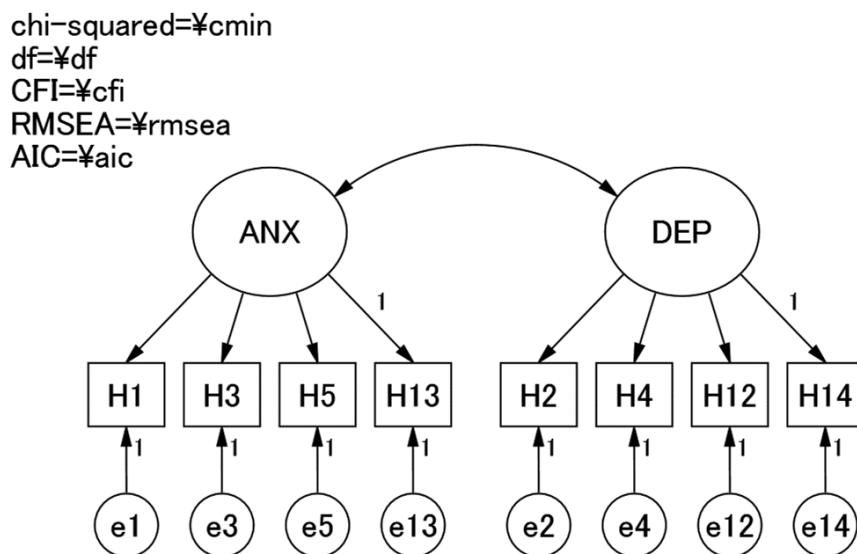 chi-squared=¥cmin
df=¥df
CFI=¥cfi
RMSEA=¥rmsea
AIC=¥aic
ANX DEP
1 1
H1 H3 H5 H13 H2 H4 H12 H14
1 1 1 1 1 1 1 1
e1 e3 e5 e13 e2 e4 e12 e14